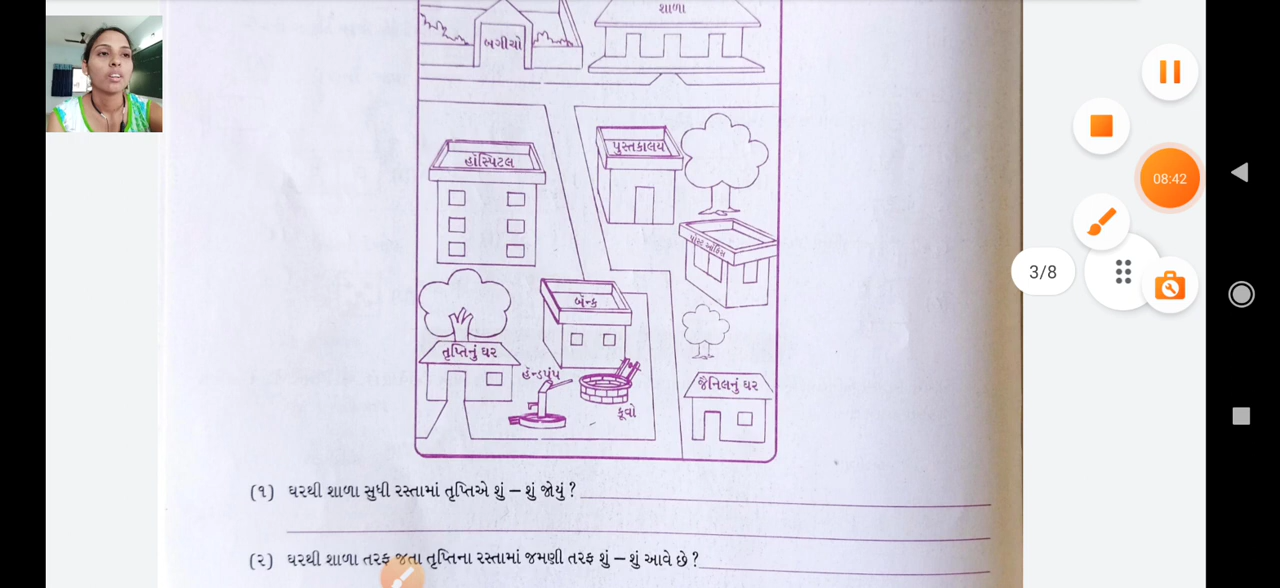 શાળા
બગીચો
પુસ્તકાલય
હૉસ્પિટલ
પોસ્ટ ઑફિસ
બૅન્ક
તૃપ્તિનું ઘર
હૅન્ડપંપ
જૈનિલનું ઘર
કૂવો
(૧) ઘરથી શાળા સુધી રસ્તામાં તૃપ્તિએ શું – શું જોયું ?
(૨) ઘરથી શાળા તરફ જતા તૃપ્તિના રસ્તામાં જમણી તરફ શું – શું આવે છે ?
08:42
3/8